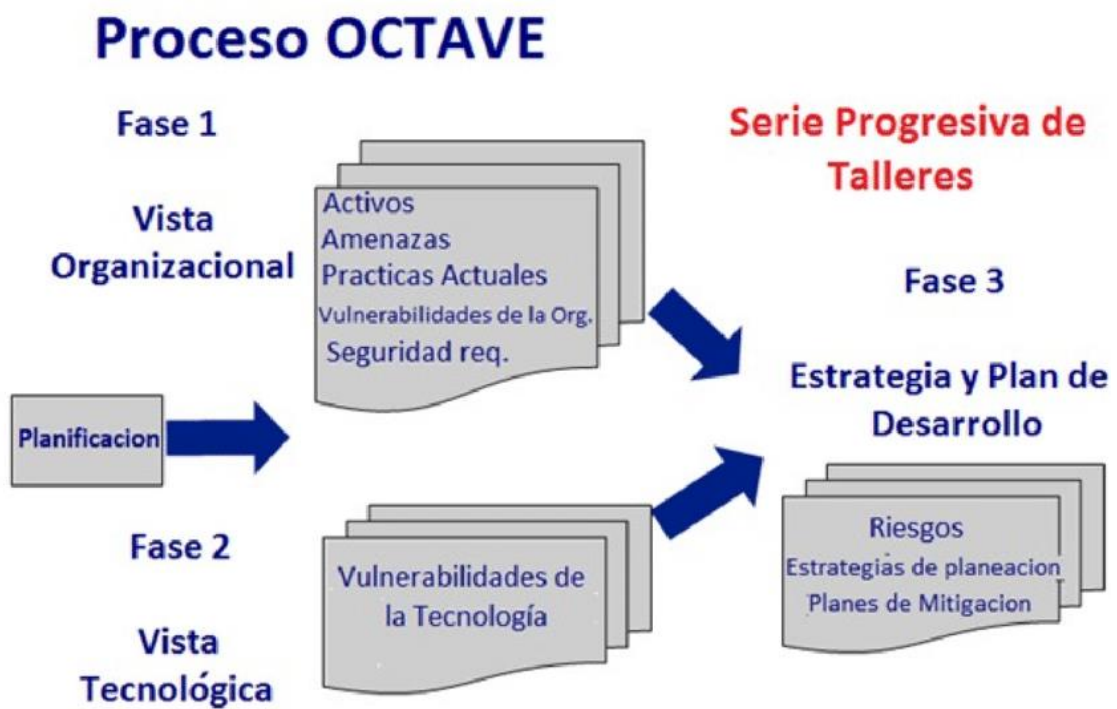 Proceso OCTAVE
Fase 1
Vista
Organizacional
Activos
Amenazas
Practicas Actuales
Vulnerabilidades de la Org.
Seguridad req.
Serie Progresiva de
Talleres
Planificacion
Fase 2
Vista
Tecnológica
Vulnerabilidades de
la Tecnología
Fase 3
Estrategia y Plan de
Desarrollo
Riesgos
Estrategias de planeacion
Planes de Mitigacion